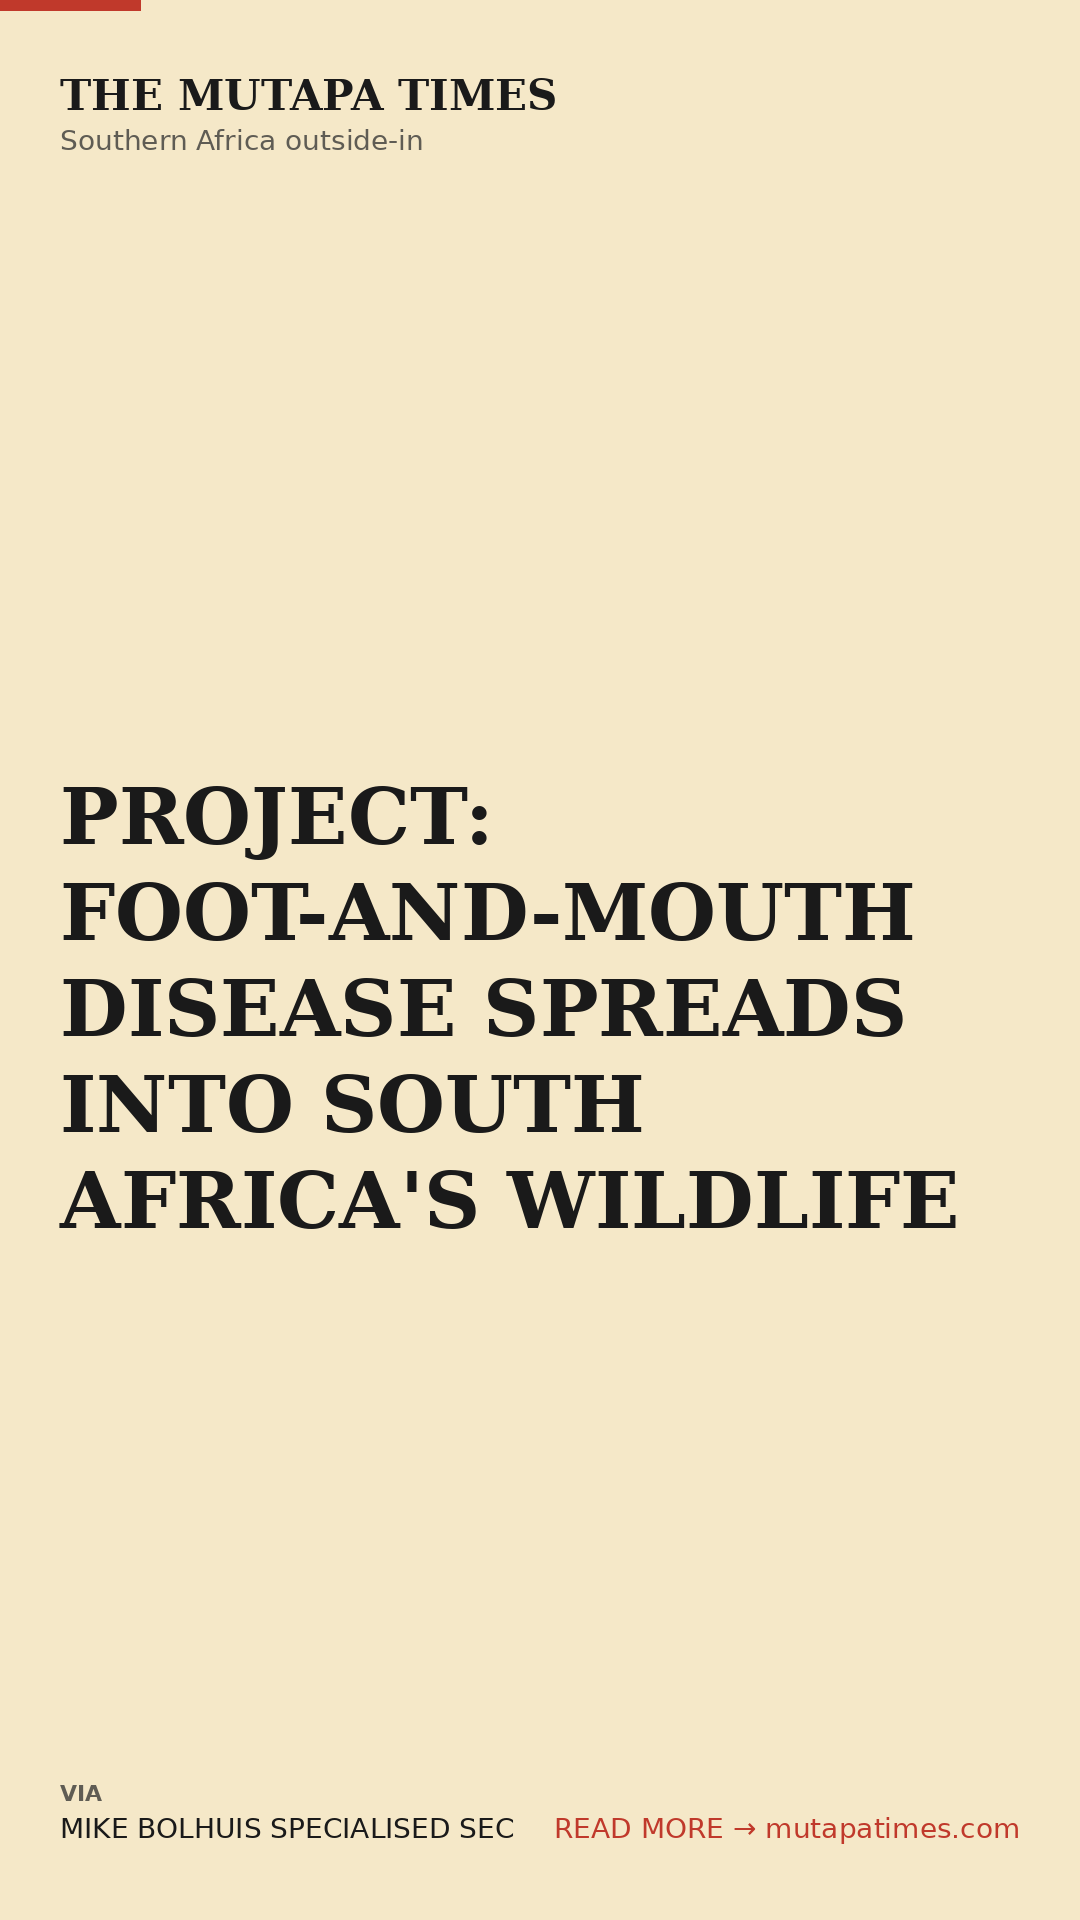 THE MUTAPA TIMES
Southern Africa outside-in
PROJECT:
FOOT-AND-MOUTH
DISEASE SPREADS
INTO SOUTH
AFRICA'S WILDLIFE
VIA
MIKE BOLHUIS SPECIALISED SEC
READ MORE → mutapatimes.com